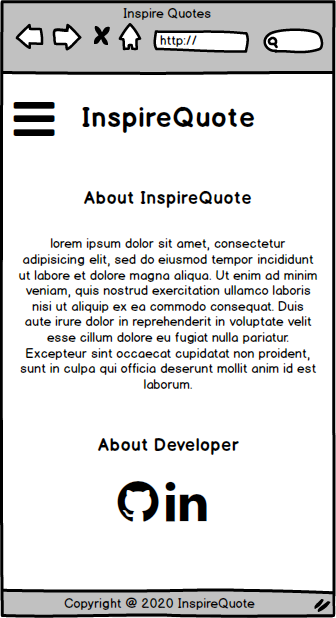 Inspire Quotes
http://
InspireQuote
About InspireQuote
lorem ipsum dolor sit amet, consectetur
adipisicing elit, sed do eiusmod tempor incididunt
ut labore et dolore magna aliqua. Ut enim ad minim
veniam, quis nostrud exercitation ullamco laboris
nisi ut aliquip ex ea commodo consequat. Duis
aute irure dolor in reprehenderit in voluptate velit
esse cillum dolore eu fugiat nulla pariatur.
Excepteur sint occaecat cupidatat non proident,
sunt in culpa qui officia deserunt mollit anim id est
laborum.
About Developer
in
Copyright @ 2020 InspireQuote